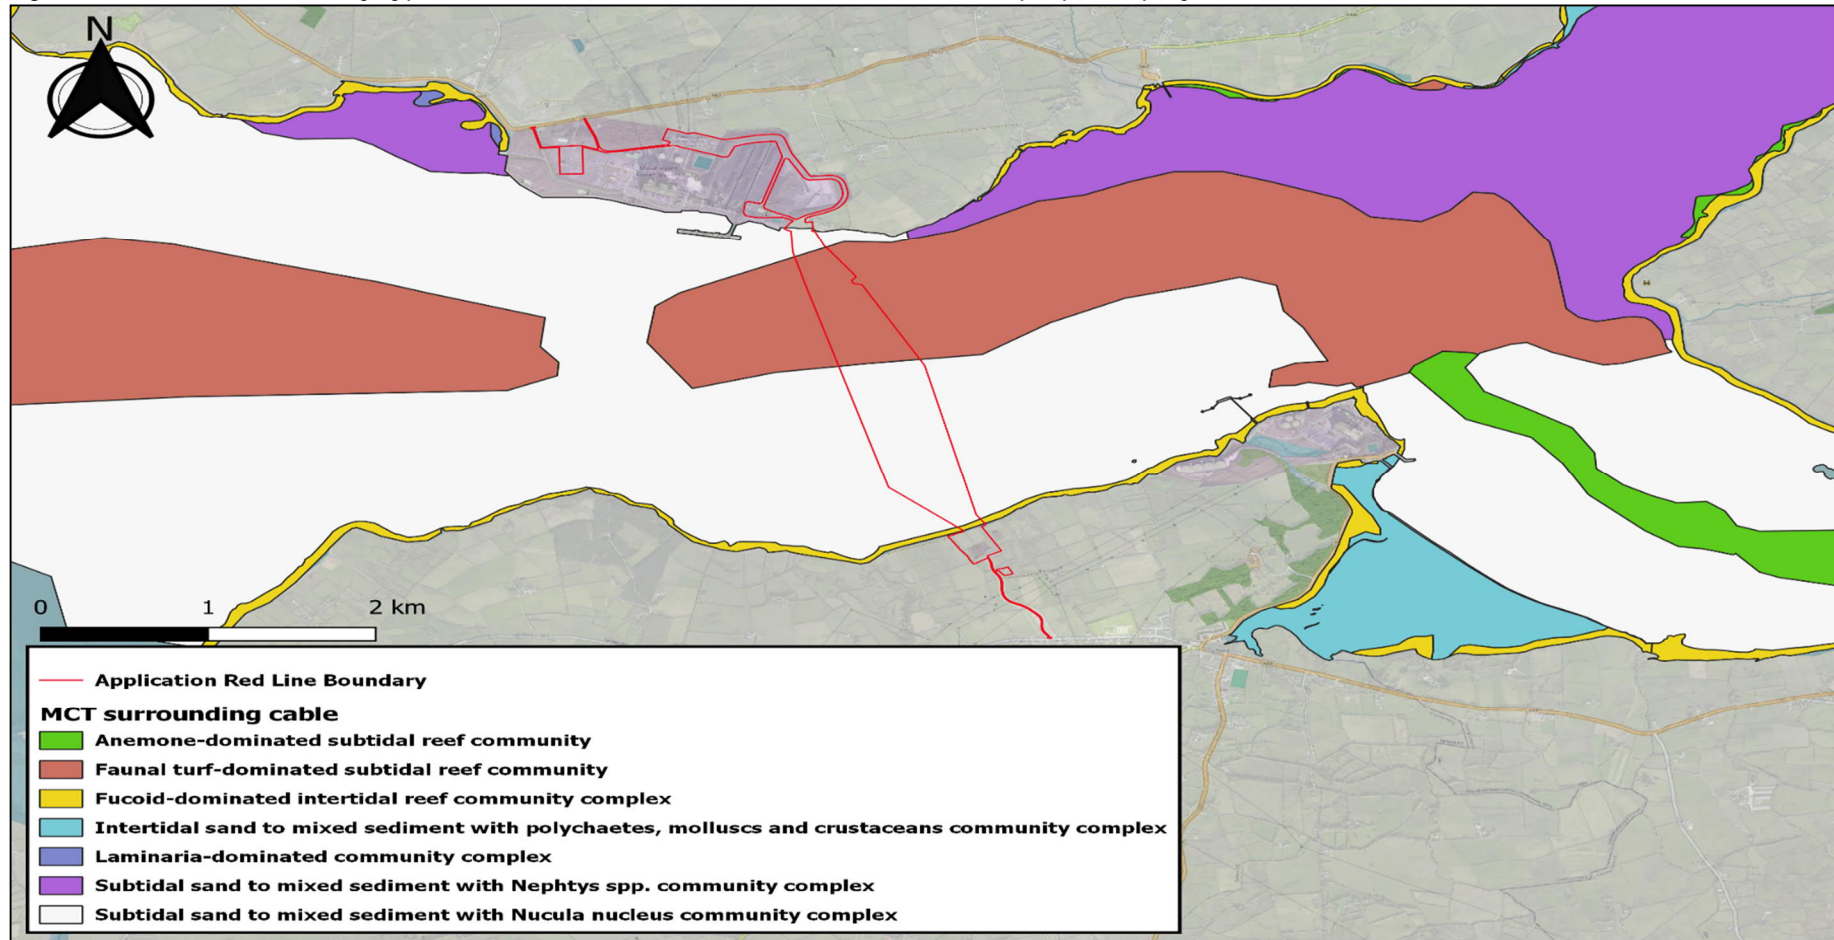 N
0 1 2 km
Application Red Line Boundary
MCT surrounding cable
Anemone-dominated subtidal reef community
Faunal turf-dominated subtidal reef community
Fucoid-dominated intertidal reef community complex
Intertidal sand to mixed sediment with polychaetes, molluscs and crustaceans community complex
Laminaria-dominated community complex
Subtidal sand to mixed sediment with Nephtys spp. community complex
Subtidal sand to mixed sediment with Nucula nucleus community complex